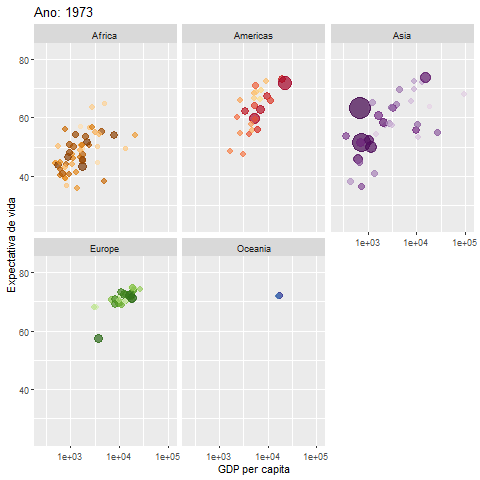 Ano: 1973
Africa
Americas
Asia
80
60
40
1e+03
1e+04
1e+05
Expectativa de vida
Europe
Oceania
80
60
40
1e+03
1e+04
1e+05
1e+03
1e+04
1e+05
GDP per capita